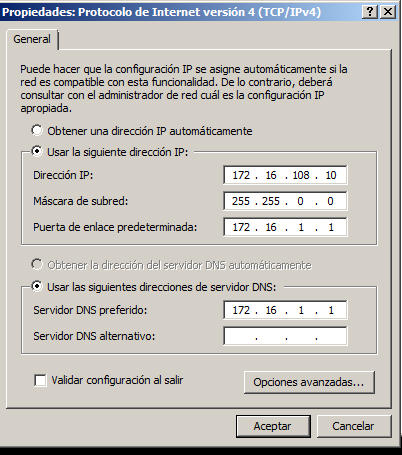 Propiedades: Protocolo de Internet versión 4 (TCP/IPv4)
General
Puede hacer que la configuración IP se asigne automáticamente si la
red es compatible con esta funcionalidad. De lo contrario, deberá
consultar con el administrador de red cuál es la configuración IP
apropiada.
Obtener una dirección IP automáticamente
Usar la siguiente dirección IP:
Dirección IP: 172 . 16 . 108 . 10
Máscara de subred: 255 . 255 . 0 . 0
Puerta de enlace predeterminada: 172 . 16 . 1 . 1
Obtener la dirección del servidor DNS automáticamente
Usar las siguientes direcciones de servidor DNS:
Servidor DNS preferido: 172 . 16 . 1 . 1
Servidor DNS alternativo: . . .
Validar configuración al salir
Opciones avanzadas...
Aceptar Cancelar